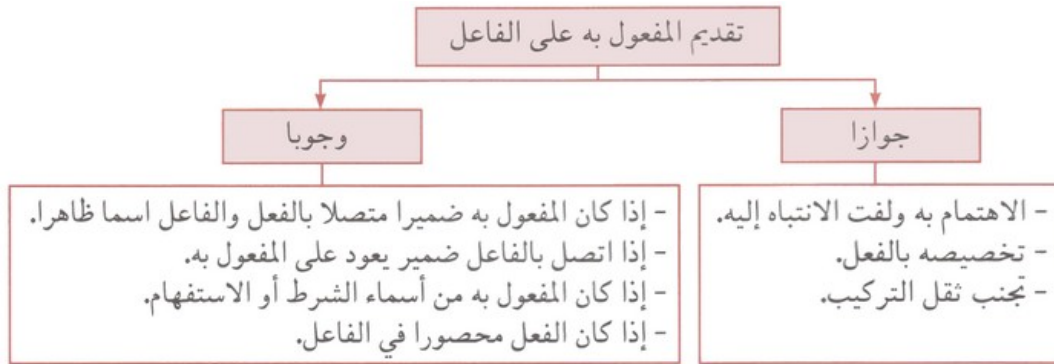 تقديم المفعول به على الفاعل
جوازا
- الاهتمام به ولفت الانتباه إليه.
- تخصيصه بالفعل.
- تجنب ثقل التركيب.
وجوبا
- إذا كان المفعول به ضميرا متصلا بالفعل والفاعل اسما ظاهرا.
- إذا اتصل بالفاعل ضمير يعود على المفعول به.
- إذا كان المفعول به من أسماء الشرط أو الاستفهام.
- إذا كان الفعل محصورا في الفاعل.